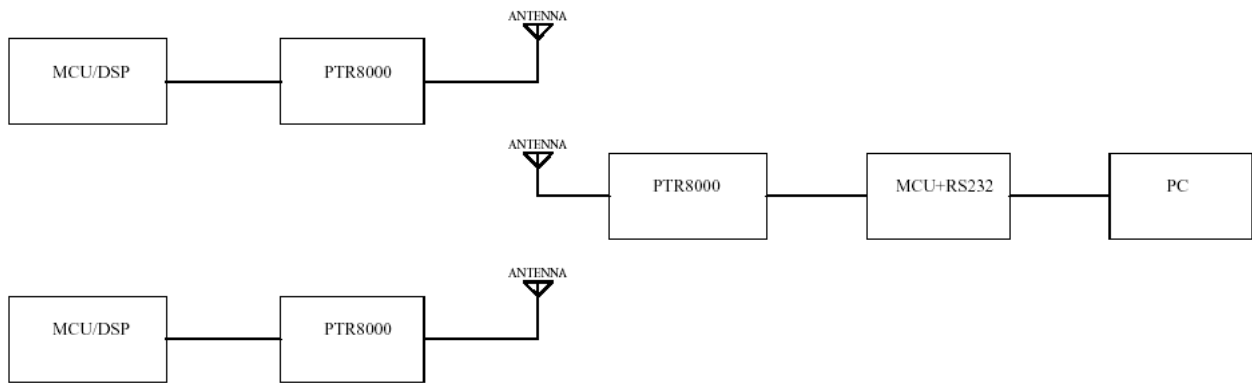 ANTENNA
MCU/DSP
PTR8000
ANTENNA
PTR8000
MCU+RS232
PC
ANTENNA
MCU/DSP
PTR8000